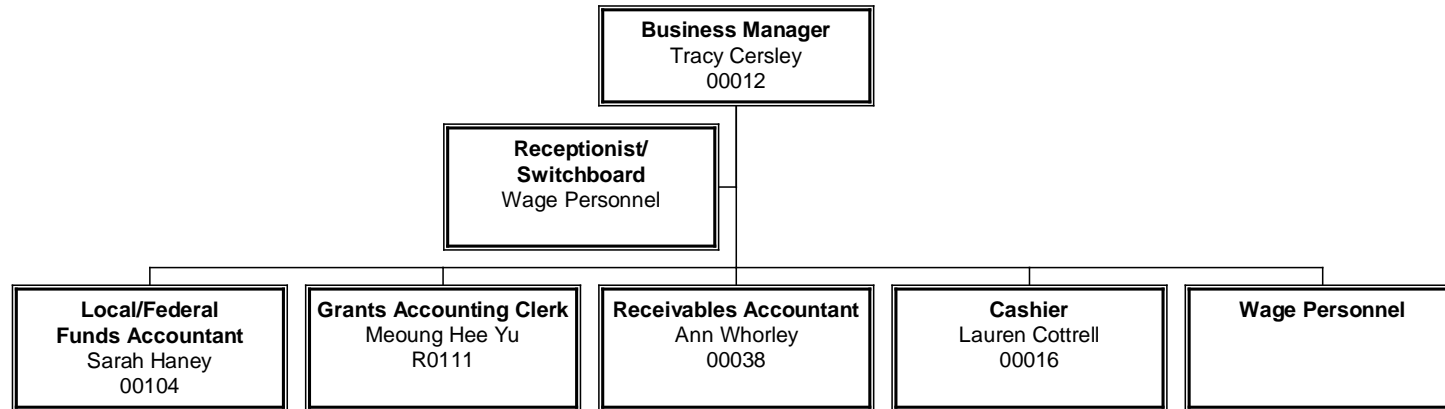 Business Manager
Tracy Cersley
00012
Receptionist/
Switchboard
Wage Personnel
Local/Federal
Funds Accountant
Sarah Haney
00104
Grants Accounting Clerk
Meoung Hee Yu
R0111
Receivables Accountant
Ann Whorley
00038
Cashier
Lauren Cottrell
00016
Wage Personnel